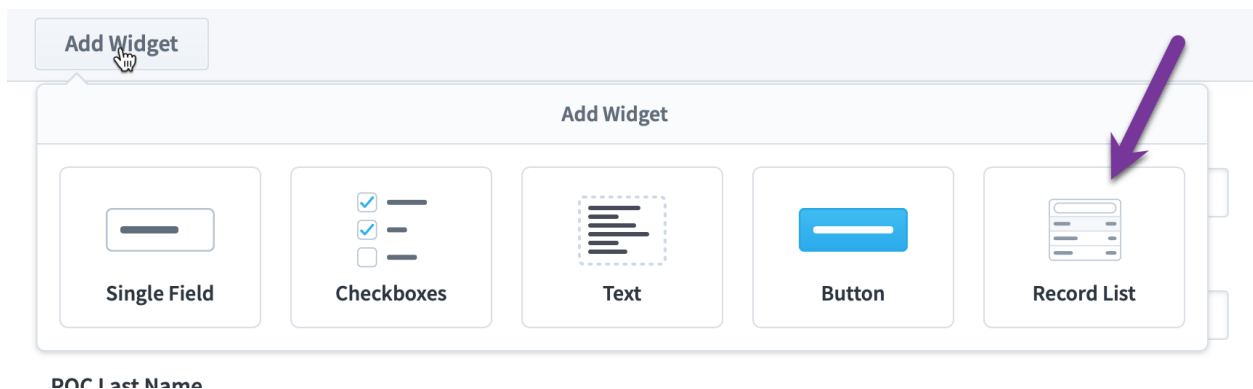 Add Widget
Add Widget
Single Field
Checkboxes
Text
Button
Record List
POC Last Name